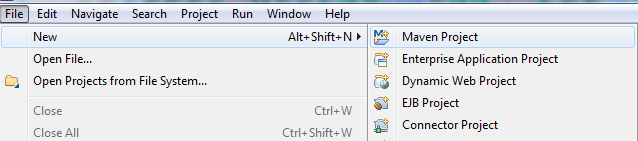 File Edit Navigate Search Project Run Window Help
New Alt+Shift+N
Open File...
Open Projects from File System...
Close Ctrl+W
Close All Ctrl+Shift+W
Maven Project
Enterprise Application Project
Dynamic Web Project
EJB Project
Connector Project